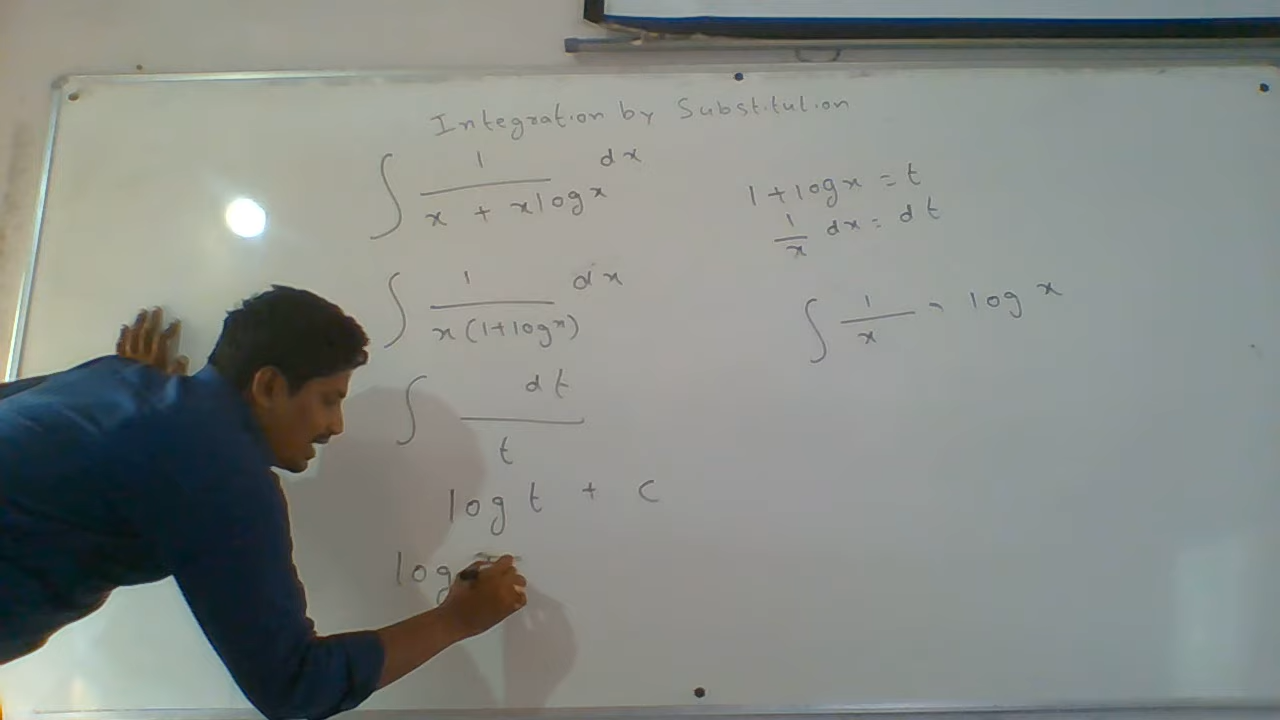 Integration by Substitution
∫ 1/(x + x log x) dx
∫ 1/(x(1+log x)) dx
∫ dt/t
log t + c
log
1+log x = t
1/x dx = dt
∫ 1/x = log x